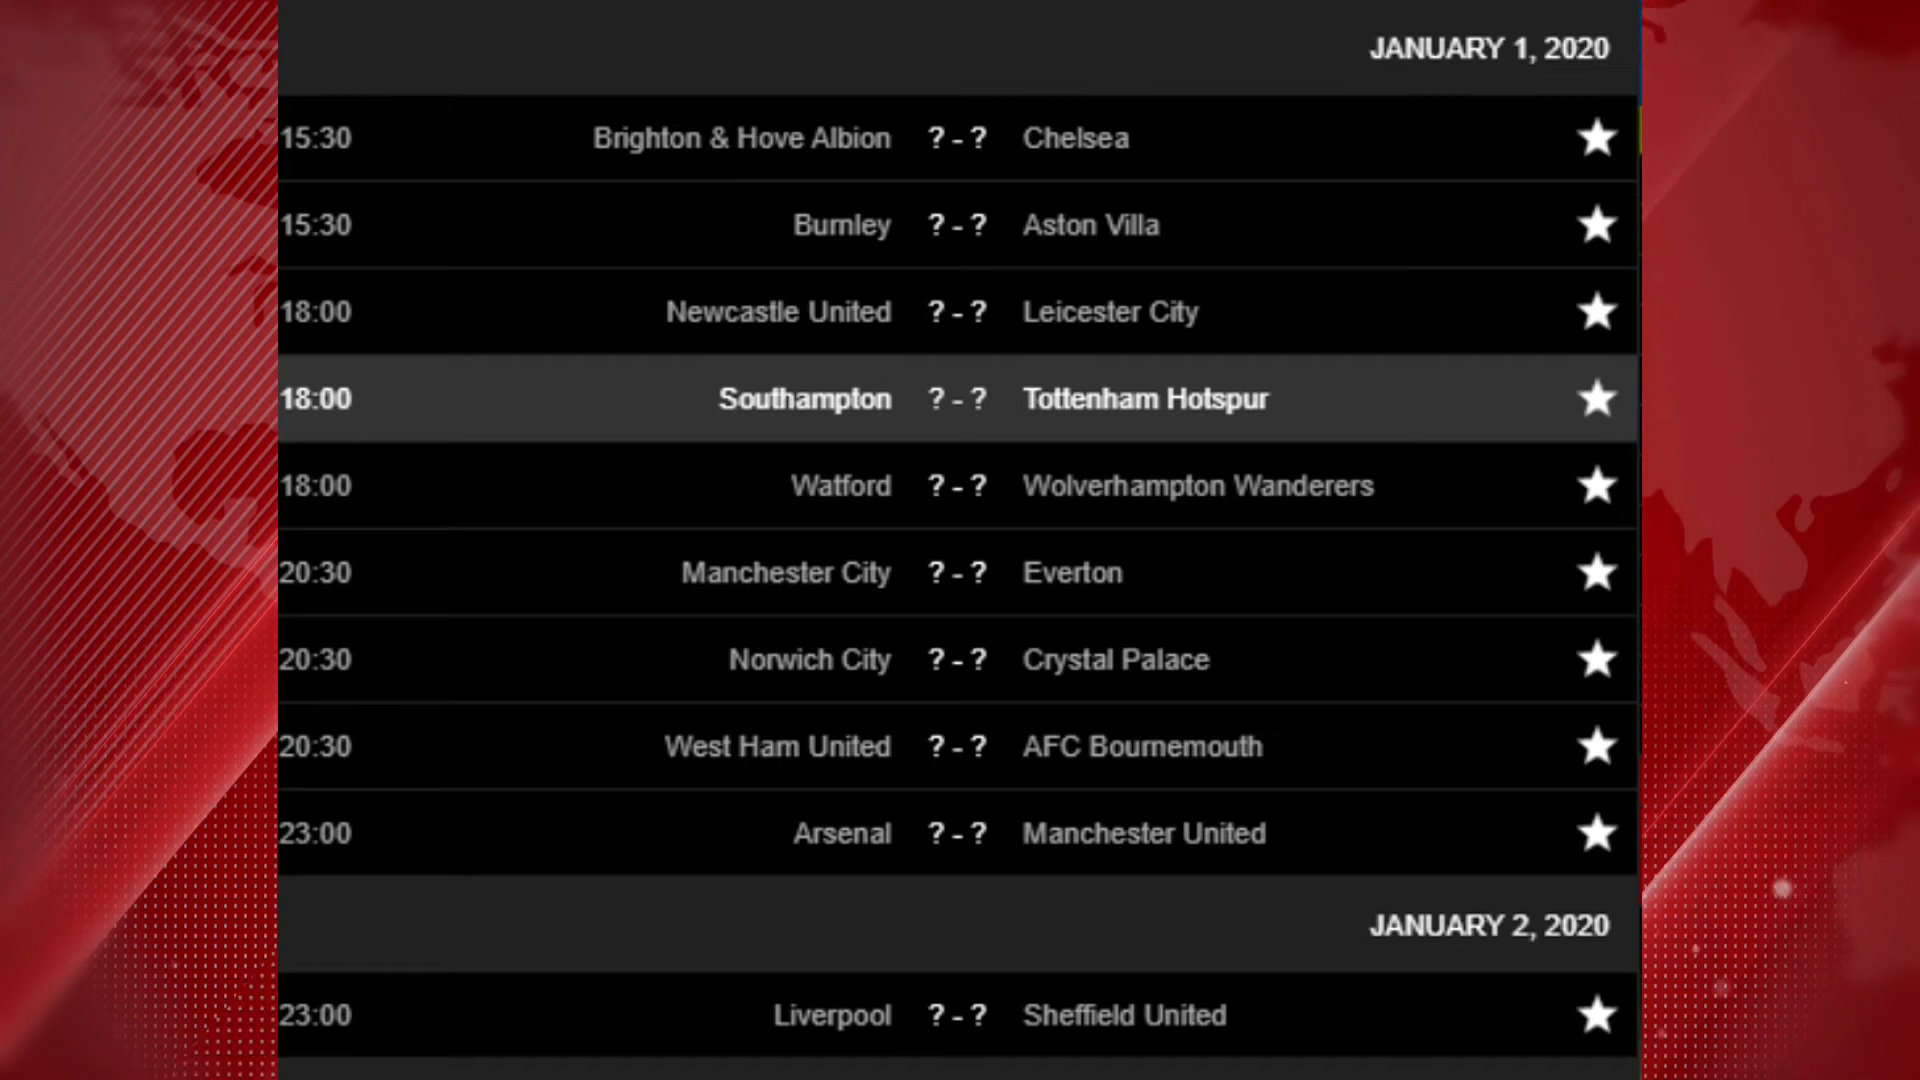 JANUARY 1, 2020
15:30 Brighton & Hove Albion ? - ? Chelsea
15:30 Burnley ? - ? Aston Villa
18:00 Newcastle United ? - ? Leicester City
18:00 Southampton ? - ? Tottenham Hotspur
18:00 Watford ? - ? Wolverhampton Wanderers
20:30 Manchester City ? - ? Everton
20:30 Norwich City ? - ? Crystal Palace
20:30 West Ham United ? - ? AFC Bournemouth
23:00 Arsenal ? - ? Manchester United
JANUARY 2, 2020
23:00 Liverpool ? - ? Sheffield United